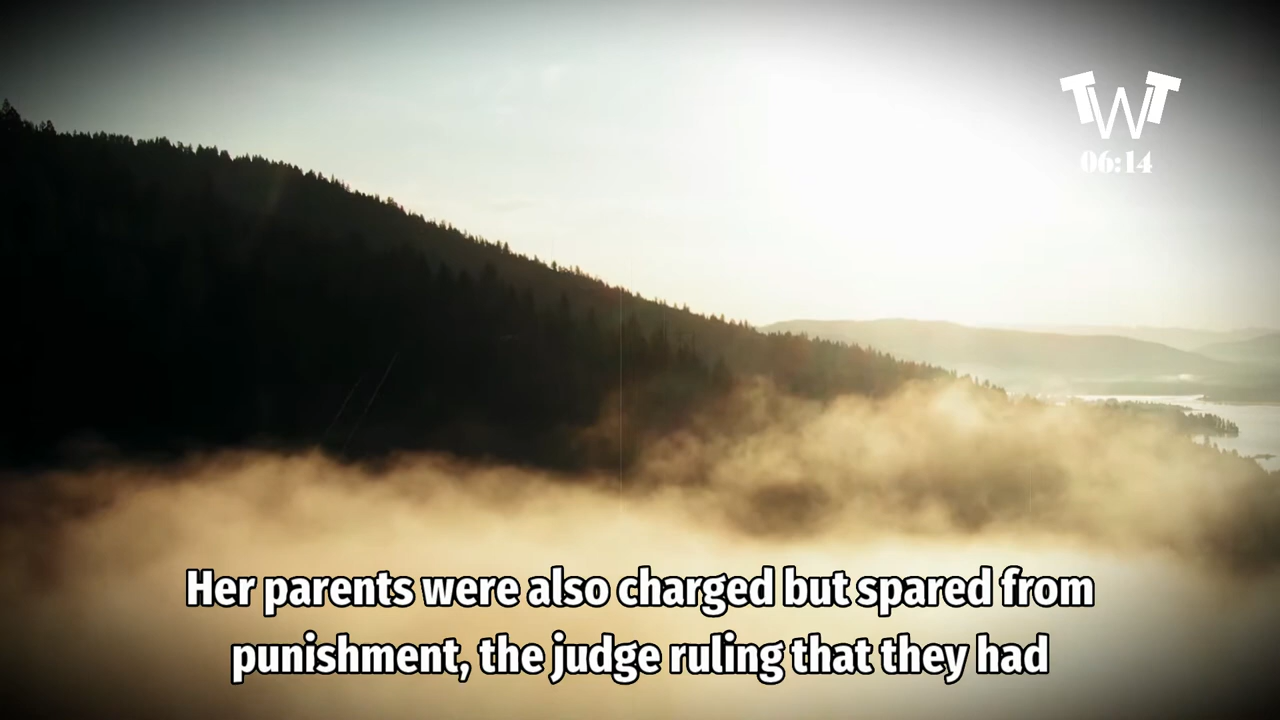 TWT
06:14
Her parents were also charged but spared from
punishment, the judge ruling that they had